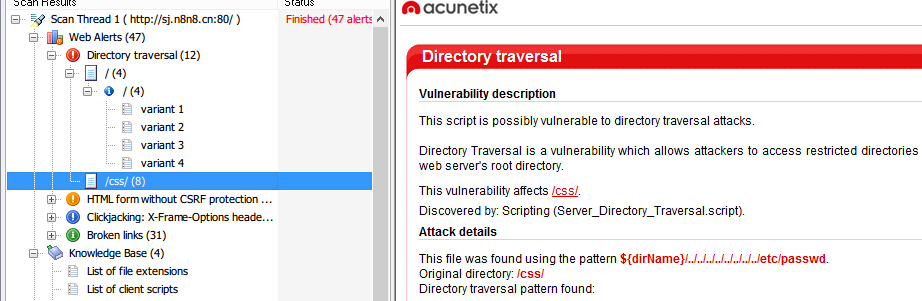 Scan Results
Status
Scan Thread 1 ( http://sj.n8n8.cn:80/ )
Finished (47 alerts
Web Alerts (47)
Directory traversal (12)
/ (4)
/ (4)
variant 1
variant 2
variant 3
variant 4
/css/ (8)
HTML form without CSRF protection ...
Clickjacking: X-Frame-Options heade...
Broken links (31)
Knowledge Base (4)
List of file extensions
List of client scripts
acunetix
Directory traversal
Vulnerability description
This script is possibly vulnerable to directory traversal attacks.
Directory Traversal is a vulnerability which allows attackers to access restricted directories
web server's root directory.
This vulnerability affects /css/.
Discovered by: Scripting (Server_Directory_Traversal.script).
Attack details
This file was found using the pattern ${dirName}/../../../../../../../../etc/passwd.
Original directory: /css/
Directory traversal pattern found: